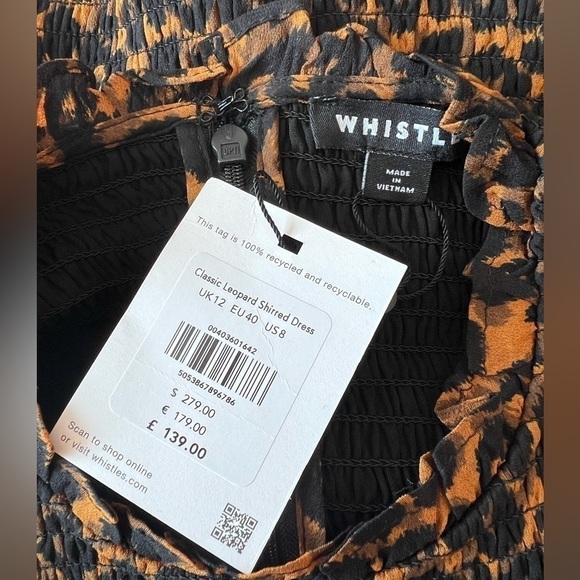 WHISTL
MADE
IN
VIETNAM
This tag is 100% recycled and recyclable.
Classic Leopard Shirred Dress
UK12 EU40 US8
00403601642
5053867896786
$ 279.00
€ 179.00
£ 139.00
Scan to shop online
or visit whistles.com